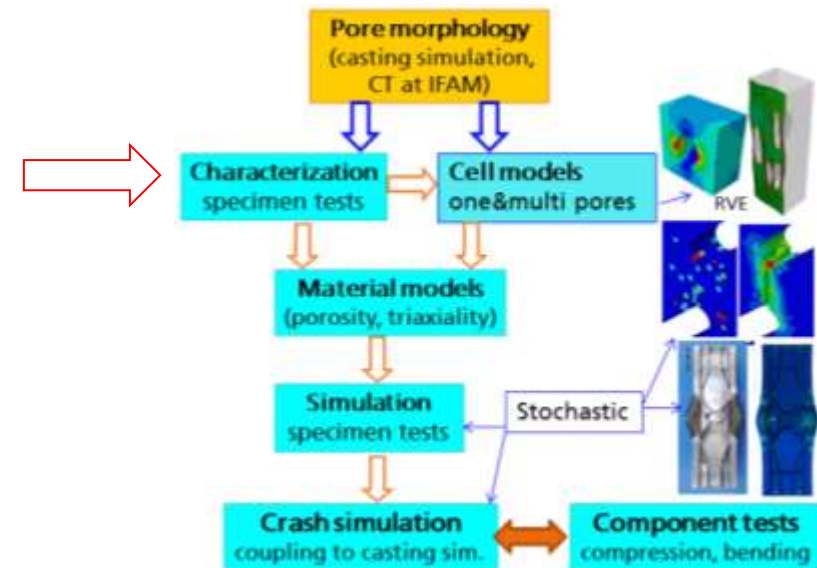 Pore morphology
(casting simulation,
CT at IFAM)
Characterization
specimen tests
Cell models
one&multi pores
RVE
Material models
(porosity, triaxiality)
Simulation
specimen tests
Stochastic
Crash simulation
coupling to casting sim.
Component tests
compression, bending